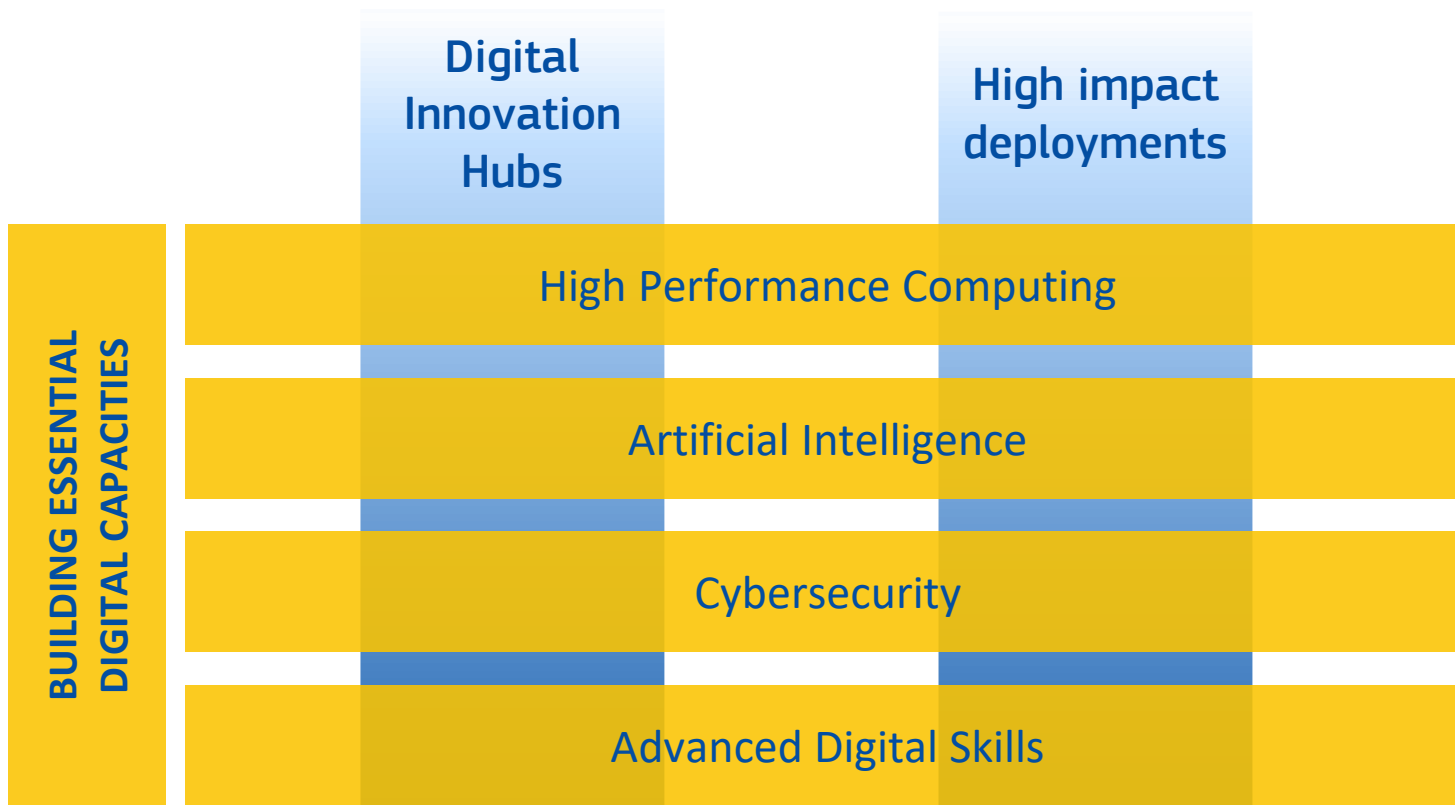 Digital
Innovation
Hubs
High impact
deployments
BUILDING ESSENTIAL
DIGITAL CAPACITIES
High Performance Computing
Artificial Intelligence
Cybersecurity
Advanced Digital Skills